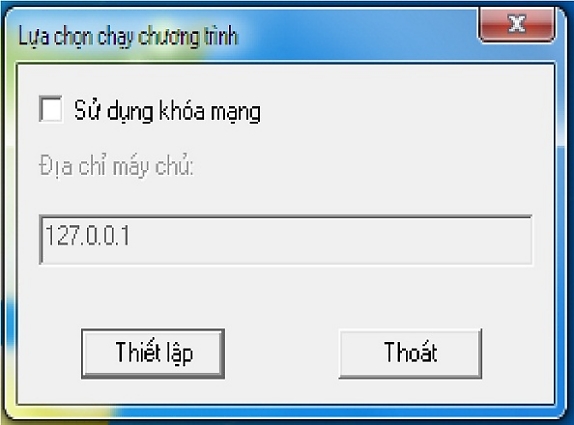 Lựa chọn chạy chương trình
Sử dụng khóa mạng
Địa chỉ máy chủ:
127.0.0.1
Thiết lập
Thoát